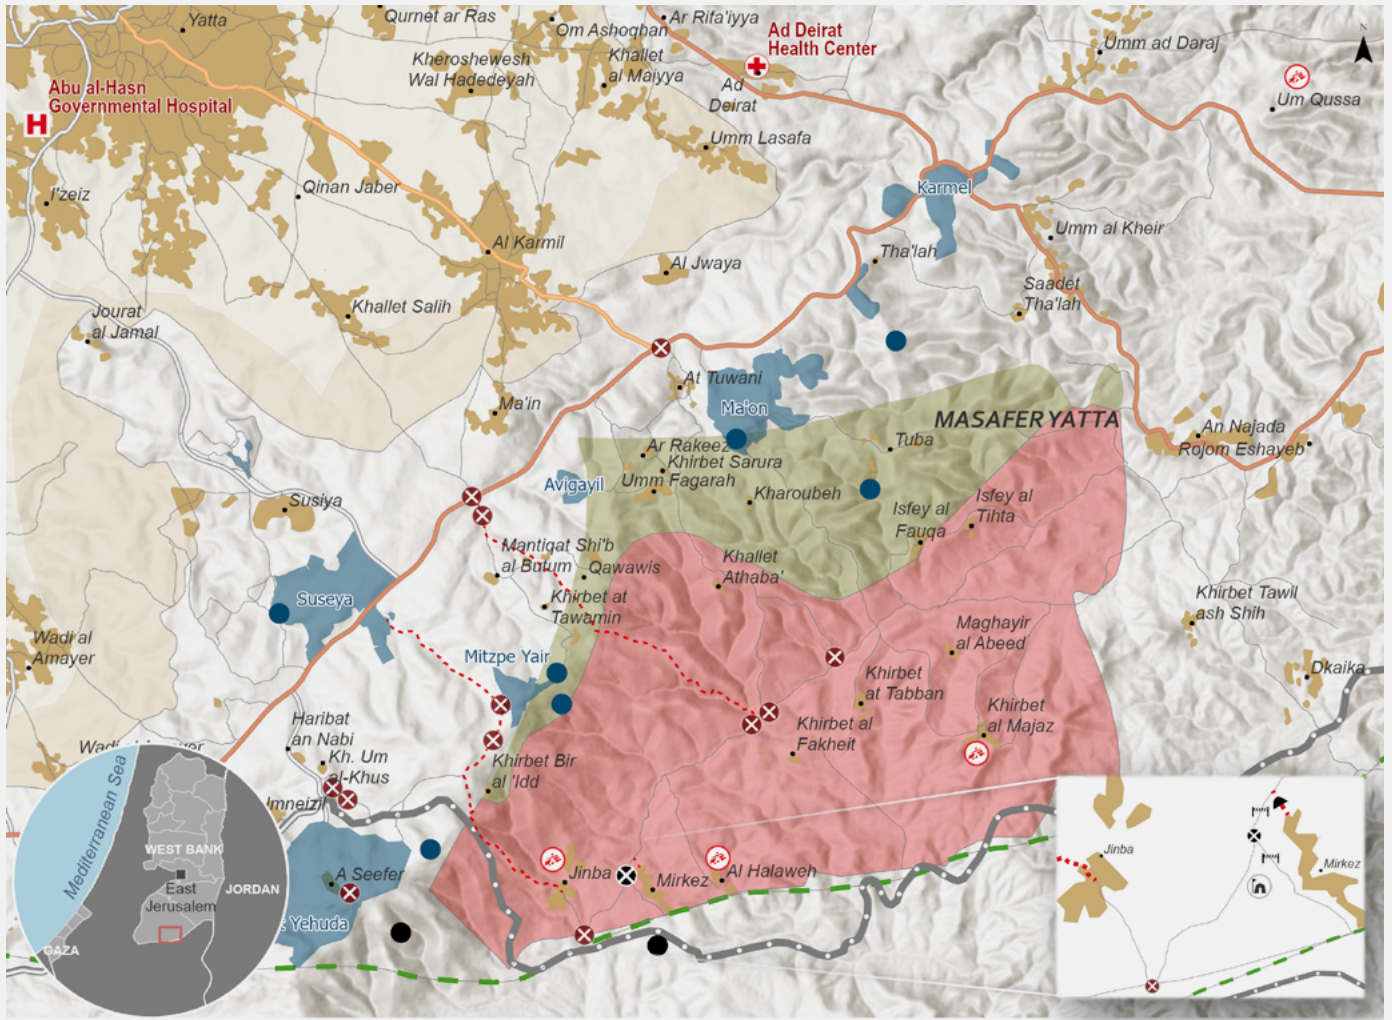 Yatta
Qurnet ar Ras
Om Ashoghan
Ar Rifa'iyya
Ad Deirat
Health Center
Umm ad Daraj
N
Kheroshewesh
Wal Hadedeyah
Khallet
al Maiyya
Ad
Deirat
Um Qussa
Abu al-Hasn
Governmental Hospital
H
Umm Lasafa
I'zeiz
Qinan Jaber
Karmel
Al Karmil
Umm al Kheir
Tha'lah
Al Jwaya
Saadet
Tha'lah
Jourat
al Jamal
Khallet Salih
At Tuwani
Ma'on
Ma'in
MASAFER YATTA
An Najada
Rojom Eshayeb
Tuba
Ar Rakeez
Khirbet Sarura
Umm Fagarah
Avigayil
Kharoubeh
Susiya
Isfey al
Tihta
Isfey al
Fauqa
Mantiqat Shi'b
al Butum
Qawawis
Khallet
Athaba'
Khirbet at
Tawamin
Suseya
Khirbet Tawil
ash Shih
Wadi al
Amayer
Maghayir
al Abeed
Mitzpe Yair
Dkaika
Khirbet
at Tabban
Khirbet
al Majaz
Haribat
an Nabi
Khirbet al
Fakheit
Kh. Um
al-Khus
Khirbet Bir
al 'Idd
Imneizil
Jinba
Mirkez
Al Halaweh
A Seefer
Yehuda
Mediterranean Sea
WEST BANK
East
Jerusalem
JORDAN
GAZA
Jinba
Mirkez